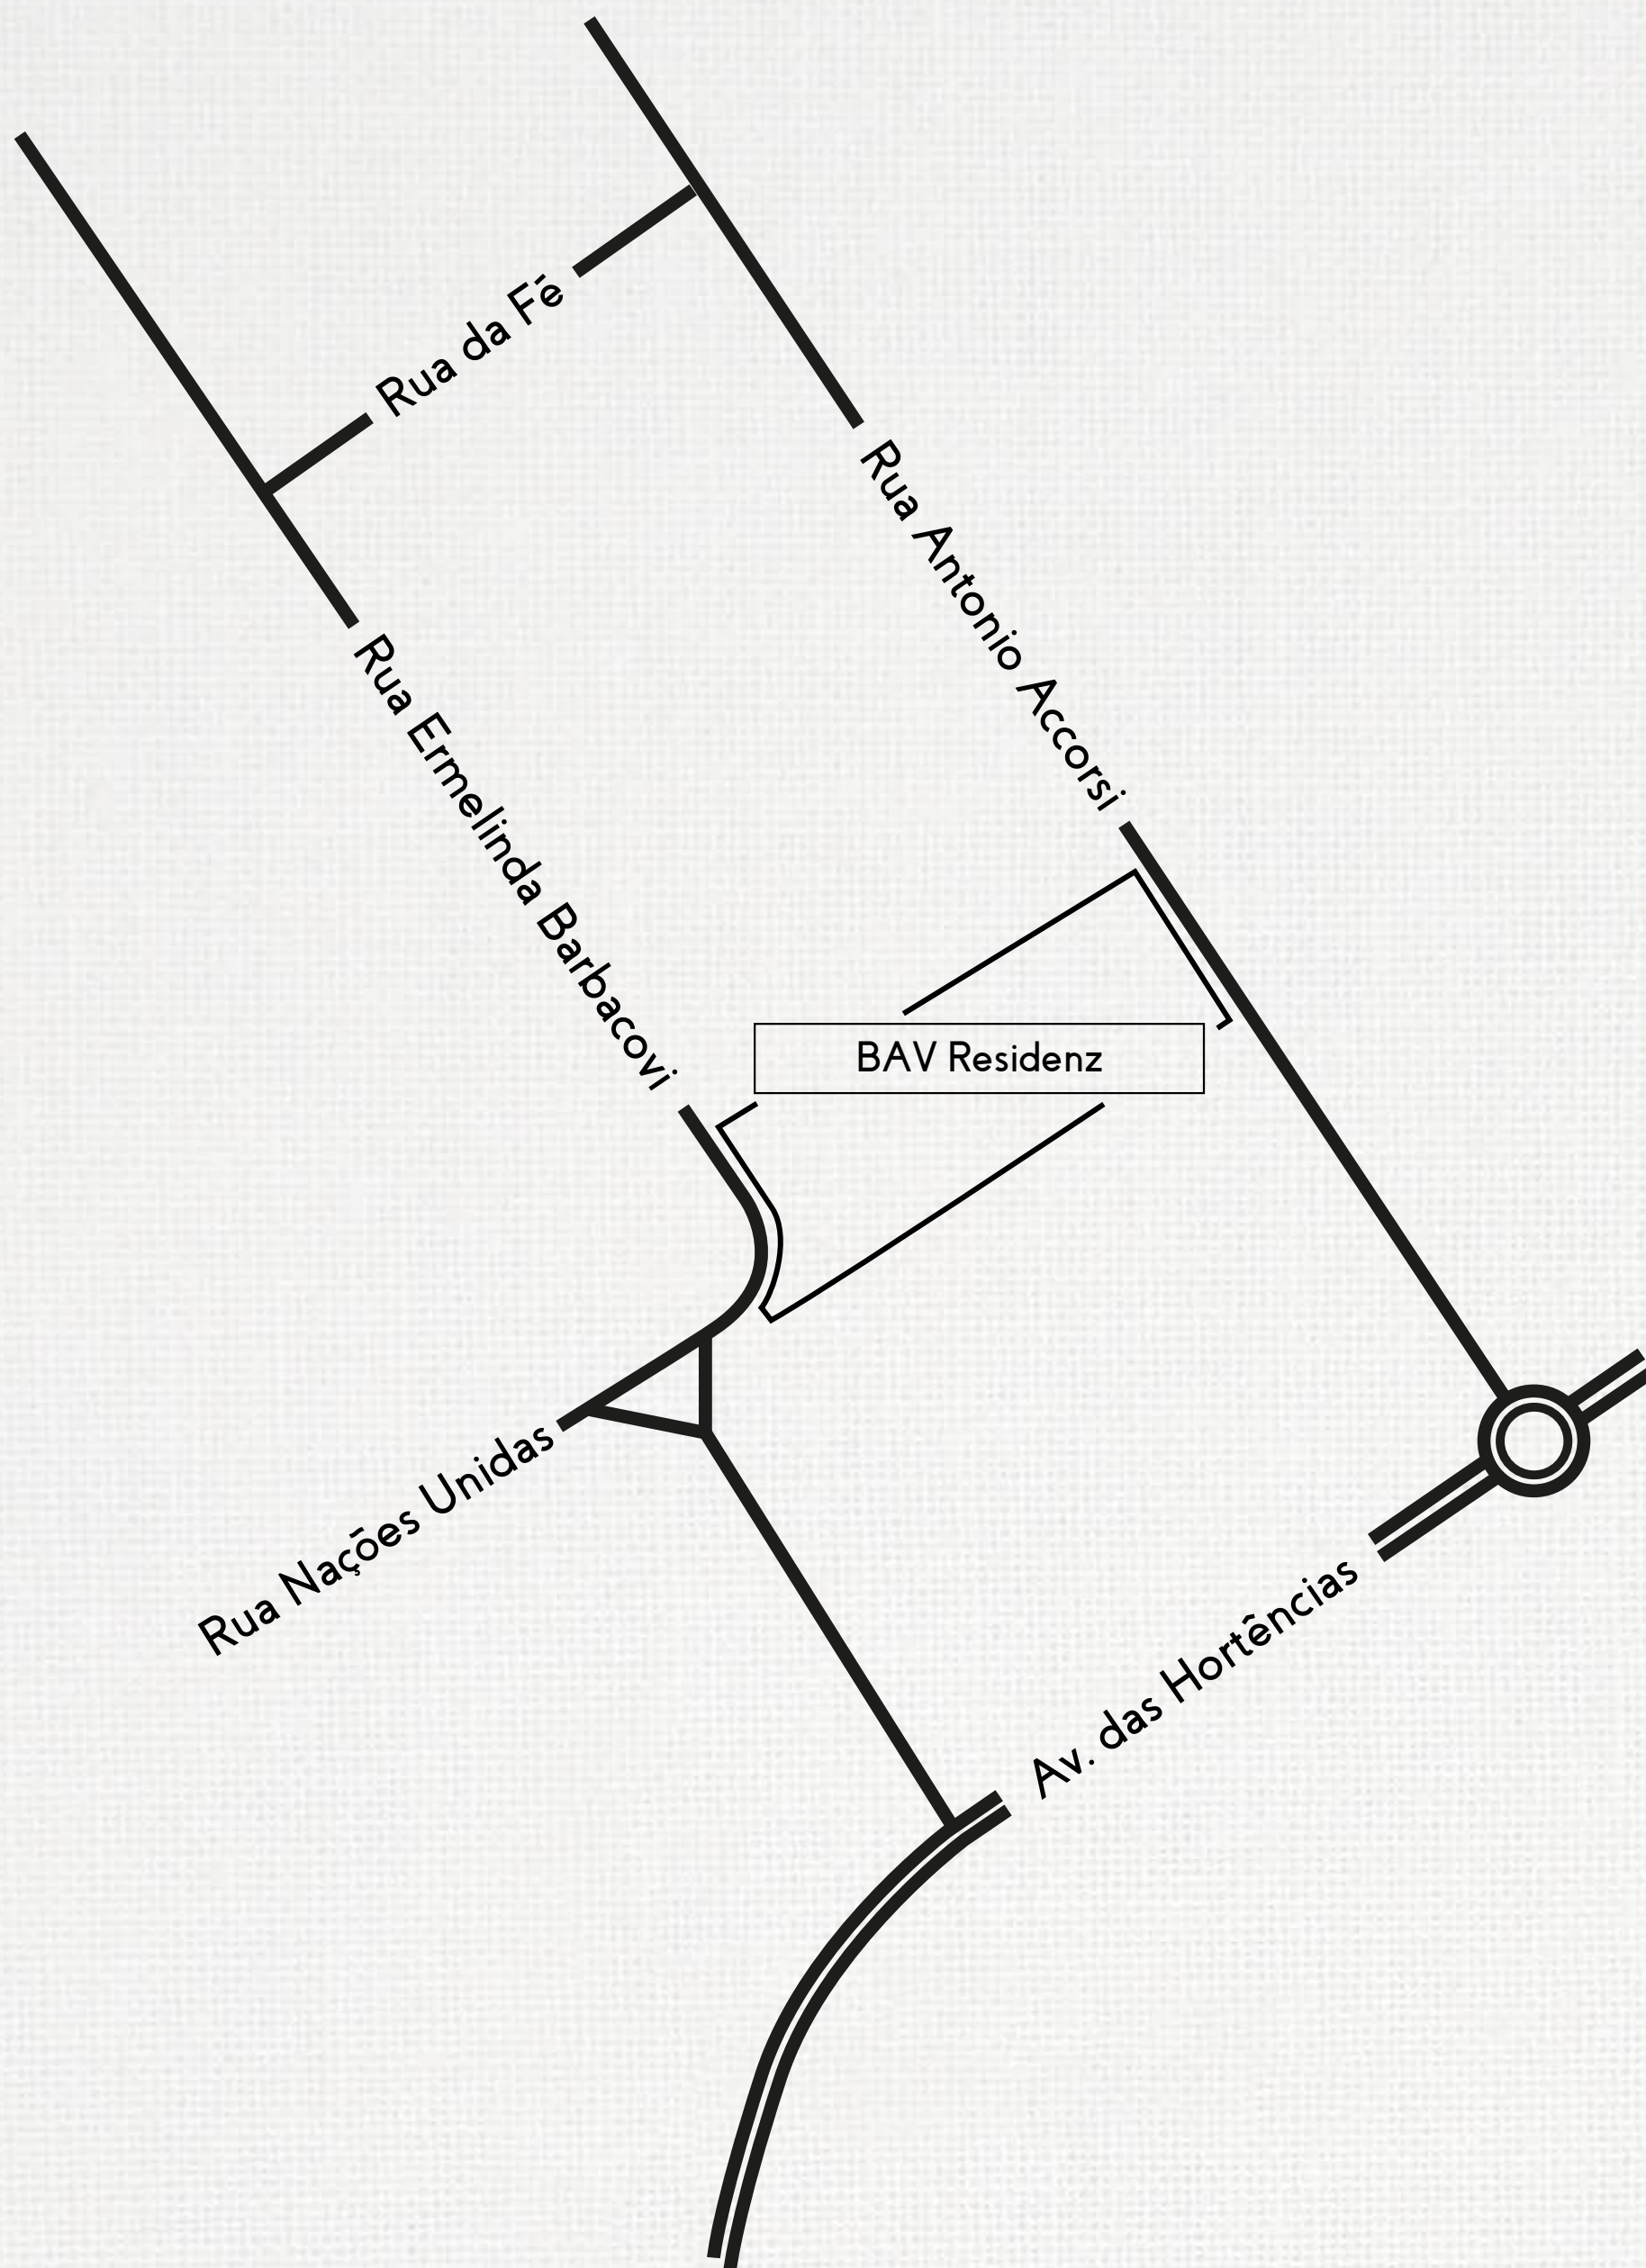 Rua da Fé
Rua Antonio Accorsi
Rua Ermelinda Barbacovi
BAV Residenz
Rua Nações Unidas
Av. das Hortências